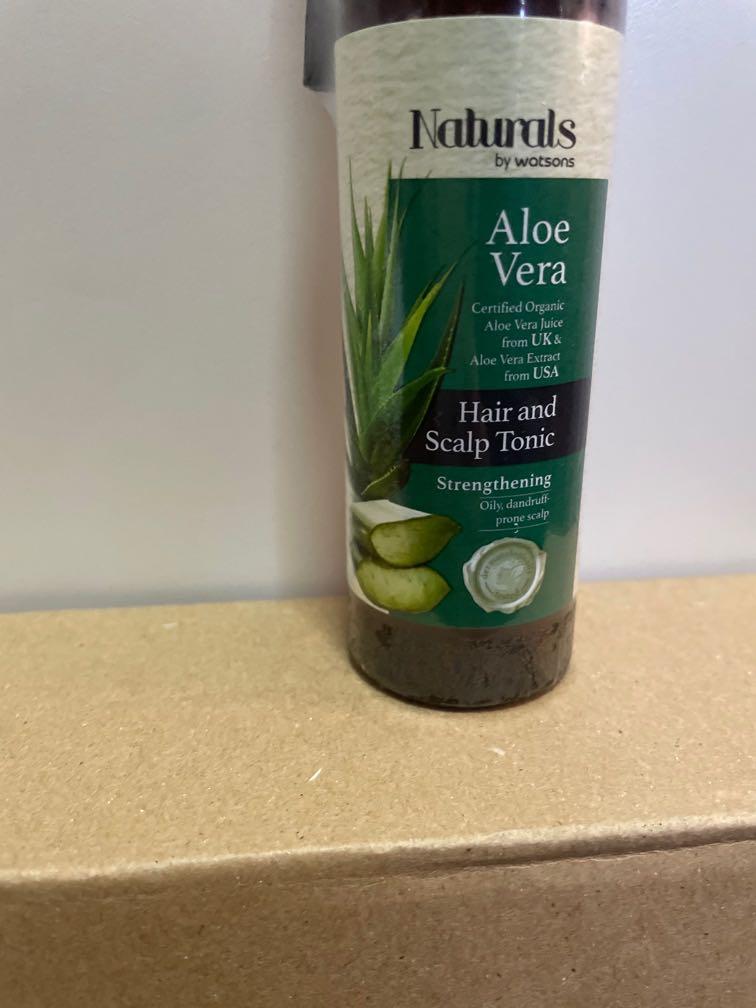 Naturals
by watsons
Aloe
Vera
Certified Organic
Aloe Vera Juice
from UK &
Aloe Vera Extract
from USA
Hair and
Scalp Tonic
Strengthening
Oily, dandruff-
prone scalp